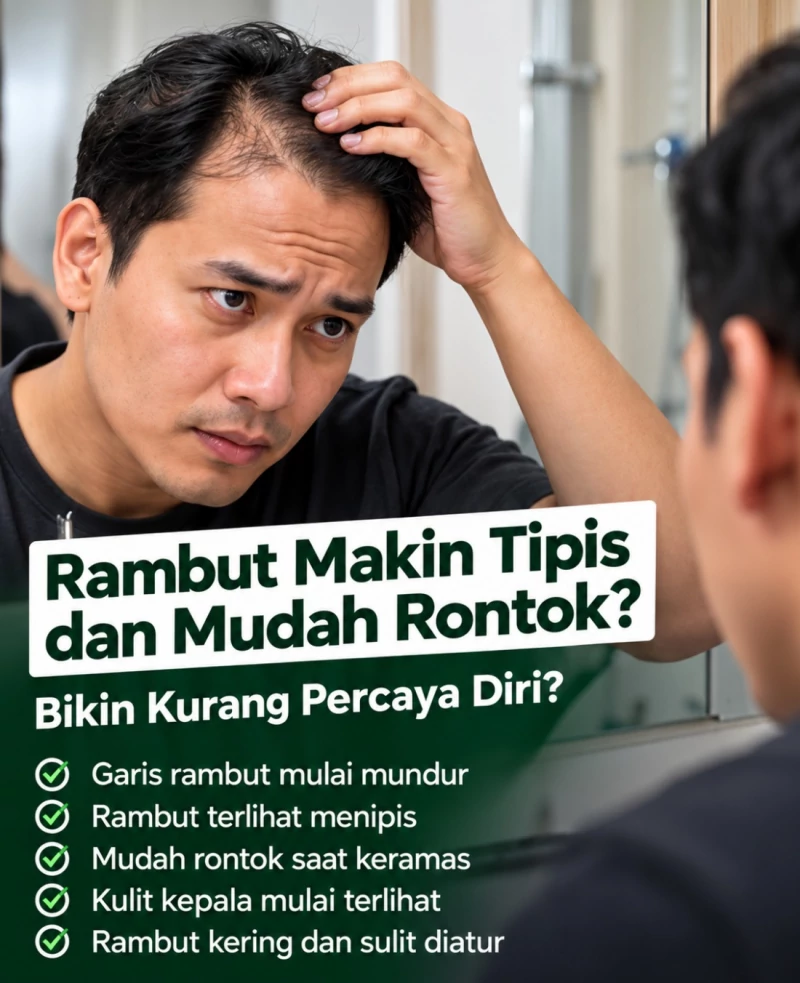 Rambut Makin Tipis
dan Mudah Rontok?
Bikin Kurang Percaya Diri?
Garis rambut mulai mundur
Rambut terlihat menipis
Mudah rontok saat keramas
Kulit kepala mulai terlihat
Rambut kering dan sulit diatur